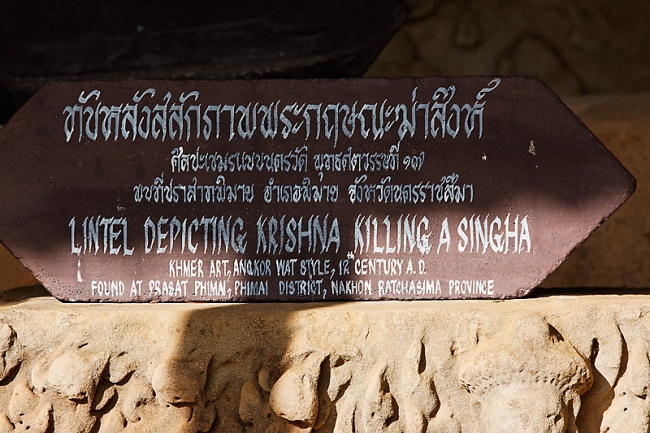 ทับหลังสลักภาพพระกฤษณะฆ่าสิงห์
ศิลปะเขมรแบบนครวัด พุทธศตวรรษที่ ๑๗
พบที่ปราสาทพิมาย อำเภอพิมาย จังหวัดนครราชสีมา
LINTEL DEPICTING KRISHNA KILLING A SINGHA
KHMER ART, ANGKOR WAT STYLE, 12 CENTURY A.D.
FOUND AT PRASAT PHIMAI, PHIMAI DISTRICT, NAKHON RATCHASIMA PROVINCE